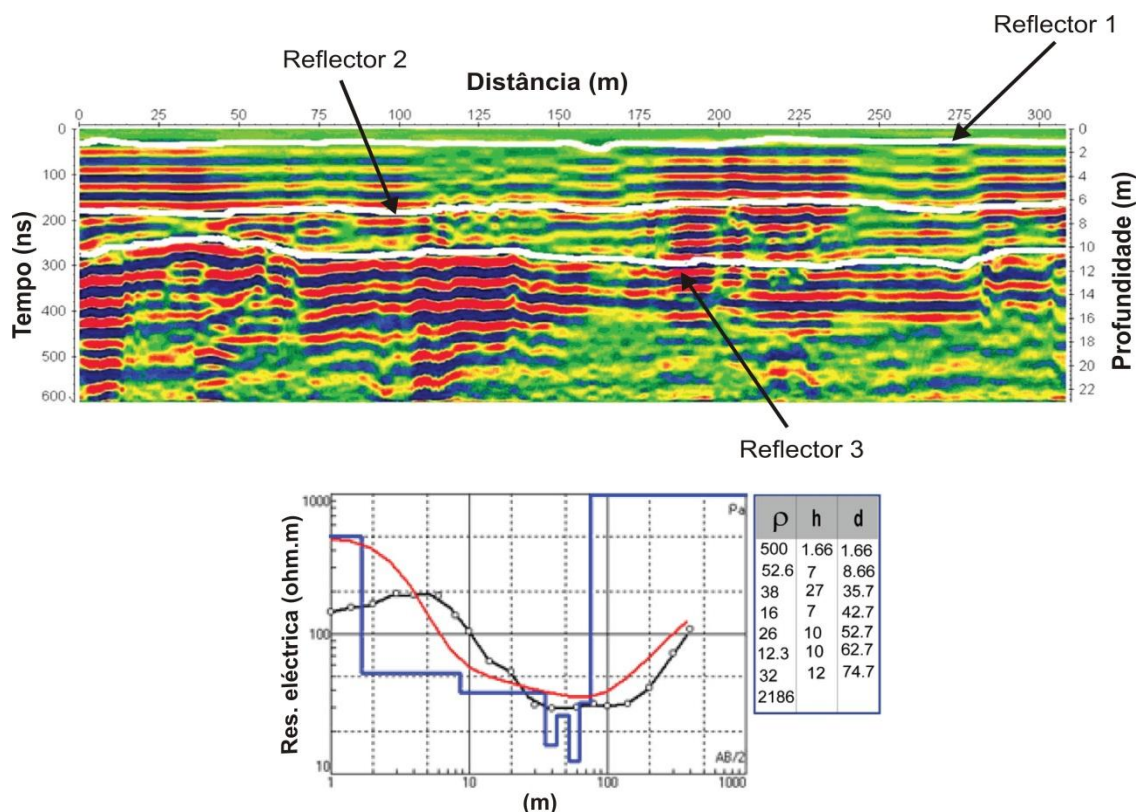 Reflector 1
Reflector 2
Distância (m)
0 25 50 75 100 125 150 175 200 225 250 275 300
Tempo (ns)
0
100
200
300
400
500
600
0
2
4
6
8
10
12
14
16
18
20
22
Profundidade (m)
Reflector 3
Res. eléctrica (ohm.m)
1000
100
10
Pa
AB/2
1 10 100 1000
(m)
ρ h d
500 1.66 1.66
52.6 7 8.66
38 27 35.7
16 7 42.7
26 10 52.7
12.3 10 62.7
32 12 74.7
2186